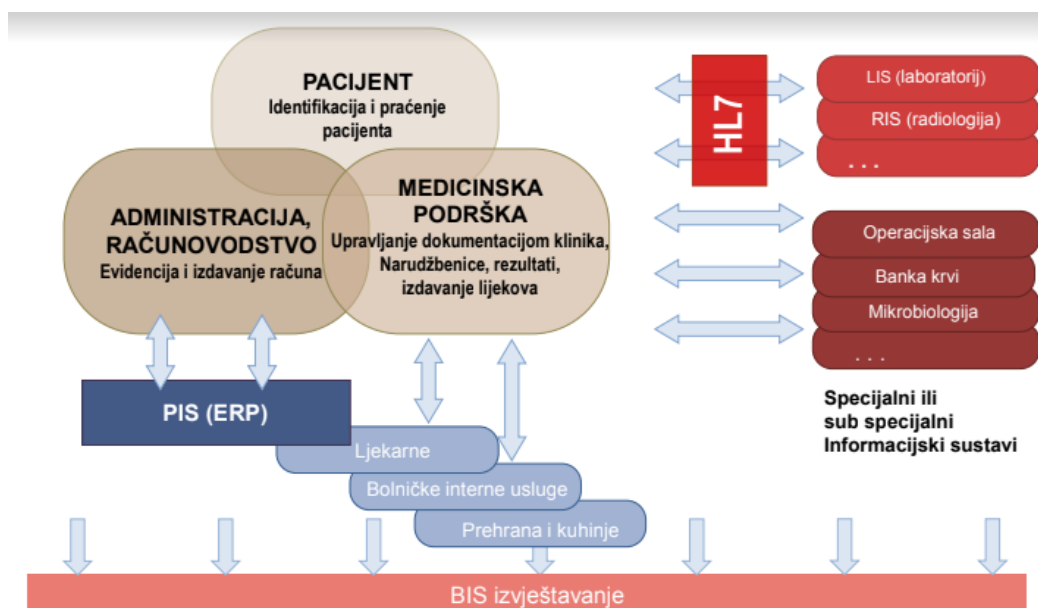 PACIJENT
Identifikacija i praćenje
pacijenta
ADMINISTRACIJA,
RAČUNOVODSTVO
Evidencija i izdavanje računa
MEDICINSKA
PODRŠKA
Upravljanje dokumentacijom klinika,
Narudžbenice, rezultati,
izdavanje lijekova
HL7
LIS (laboratorij)
RIS (radiologija)
. . .
Operacijska sala
Banka krvi
Mikrobiologija
. . .
Specijalni ili
sub specijalni
Informacijski sustavi
PIS (ERP)
Ljekarne
Bolničke interne usluge
Prehrana i kuhinje
BIS izvještavanje